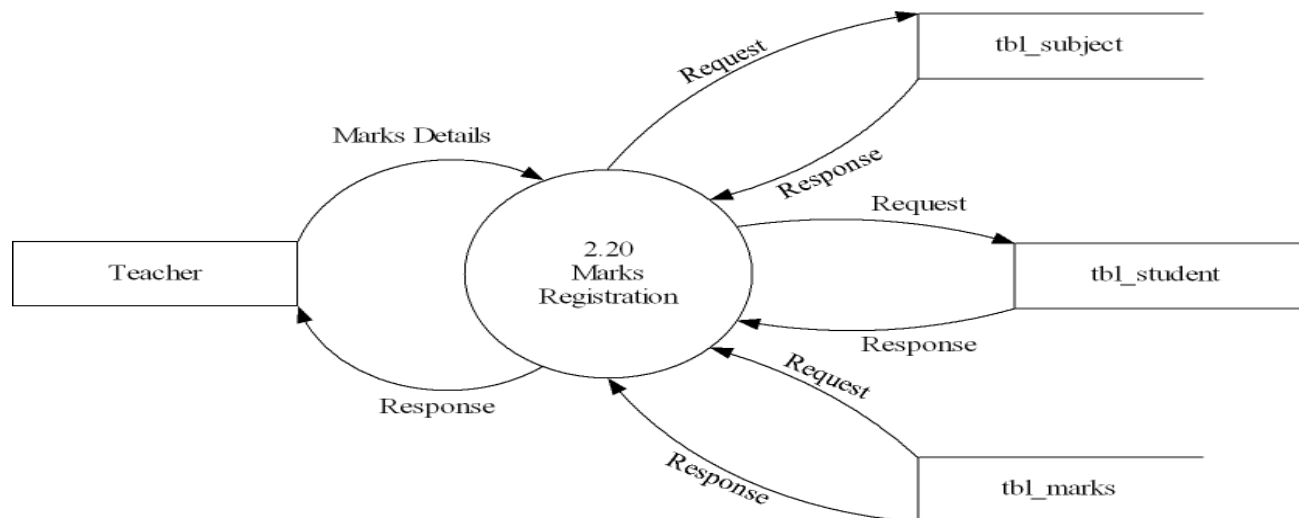 Request
tbl_subject
Marks Details
Response
Request
2.20
Marks
Registration
Teacher
tbl_student
Response
Response
Request
Response
tbl_marks